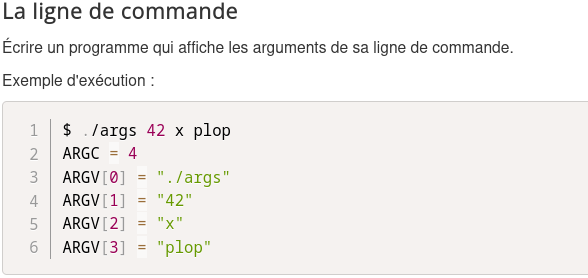 La ligne de commande
Écrire un programme qui affiche les arguments de sa ligne de commande.
Exemple d'exécution :
1 $ ./args 42 x plop
2 ARGC = 4
3 ARGV[0] = "./args"
4 ARGV[1] = "42"
5 ARGV[2] = "x"
6 ARGV[3] = "plop"